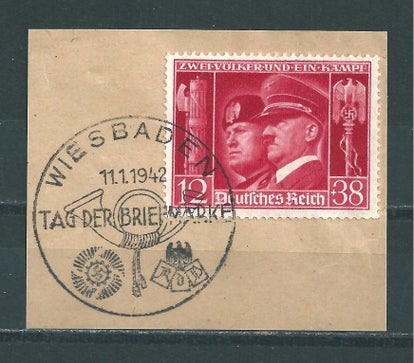 ZWEI·VÖLKER·UND·EIN·KAMPF
12 Deutsches Reich +38
WIESBADEN
11.1.1942
TAG DER BRIEFMARKE